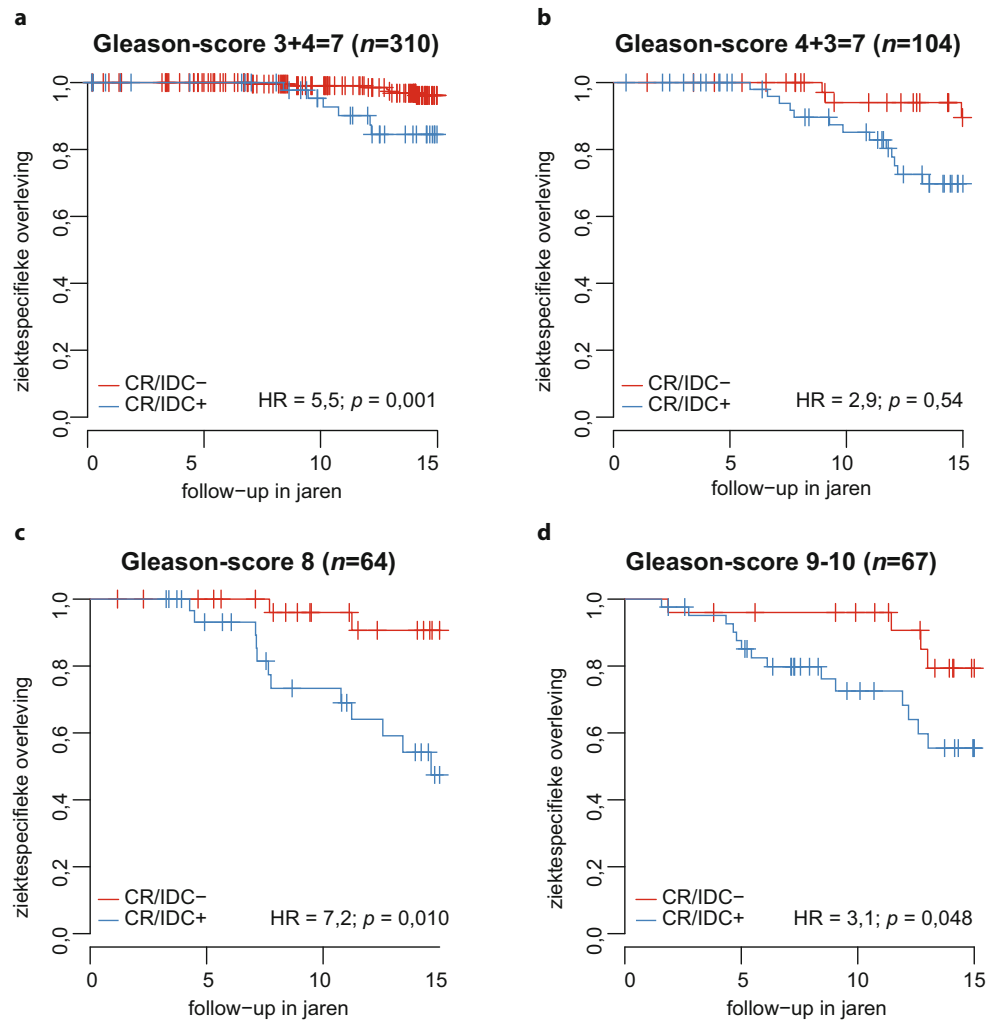 a
Gleason-score 3+4=7 (n=310)
ziektespecifieke overleving
1,0
0,8
0,6
0,4
0,2
0,0
CR/IDC−
CR/IDC+
HR = 5,5; p = 0,001
0 5 10 15
follow−up in jaren
b
Gleason-score 4+3=7 (n=104)
ziektespecifieke overleving
1,0
0,8
0,6
0,4
0,2
0,0
CR/IDC−
CR/IDC+
HR = 2,9; p = 0,54
0 5 10 15
follow−up in jaren
c
Gleason-score 8 (n=64)
ziektespecifieke overleving
1,0
0,8
0,6
0,4
0,2
0,0
CR/IDC−
CR/IDC+
HR = 7,2; p = 0,010
0 5 10 15
follow−up in jaren
d
Gleason-score 9-10 (n=67)
ziektespecifieke overleving
1,0
0,8
0,6
0,4
0,2
0,0
CR/IDC−
CR/IDC+
HR = 3,1; p = 0,048
0 5 10 15
follow−up in jaren